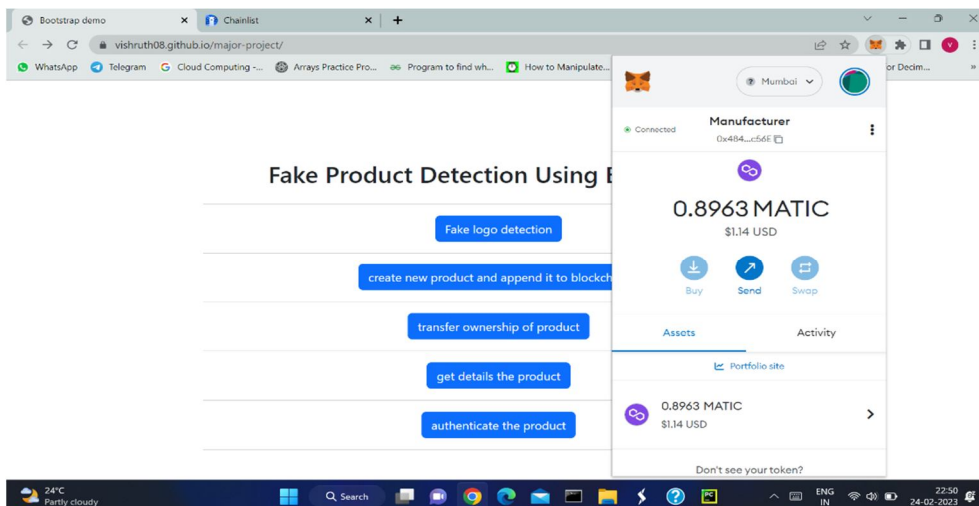 Bootstrap demo
Chainlist
vishruth08.github.io/major-project/
WhatsApp Telegram Cloud Computing -... Arrays Practice Pro... Program to find wh... How to Manipulate... or Decim... »
Mumbai
Connected
Manufacturer
0x484...c56E
Fake Product Detection Using
0.8963 MATIC
$1.14 USD
Fake logo detection
create new product and append it to blockch
Buy Send Swap
transfer ownership of product
Assets Activity
Portfolio site
get details the product
0.8963 MATIC
$1.14 USD
authenticate the product
Don't see your token?
24°C
Partly cloudy
Search
ENG
IN
22:50
24-02-2023